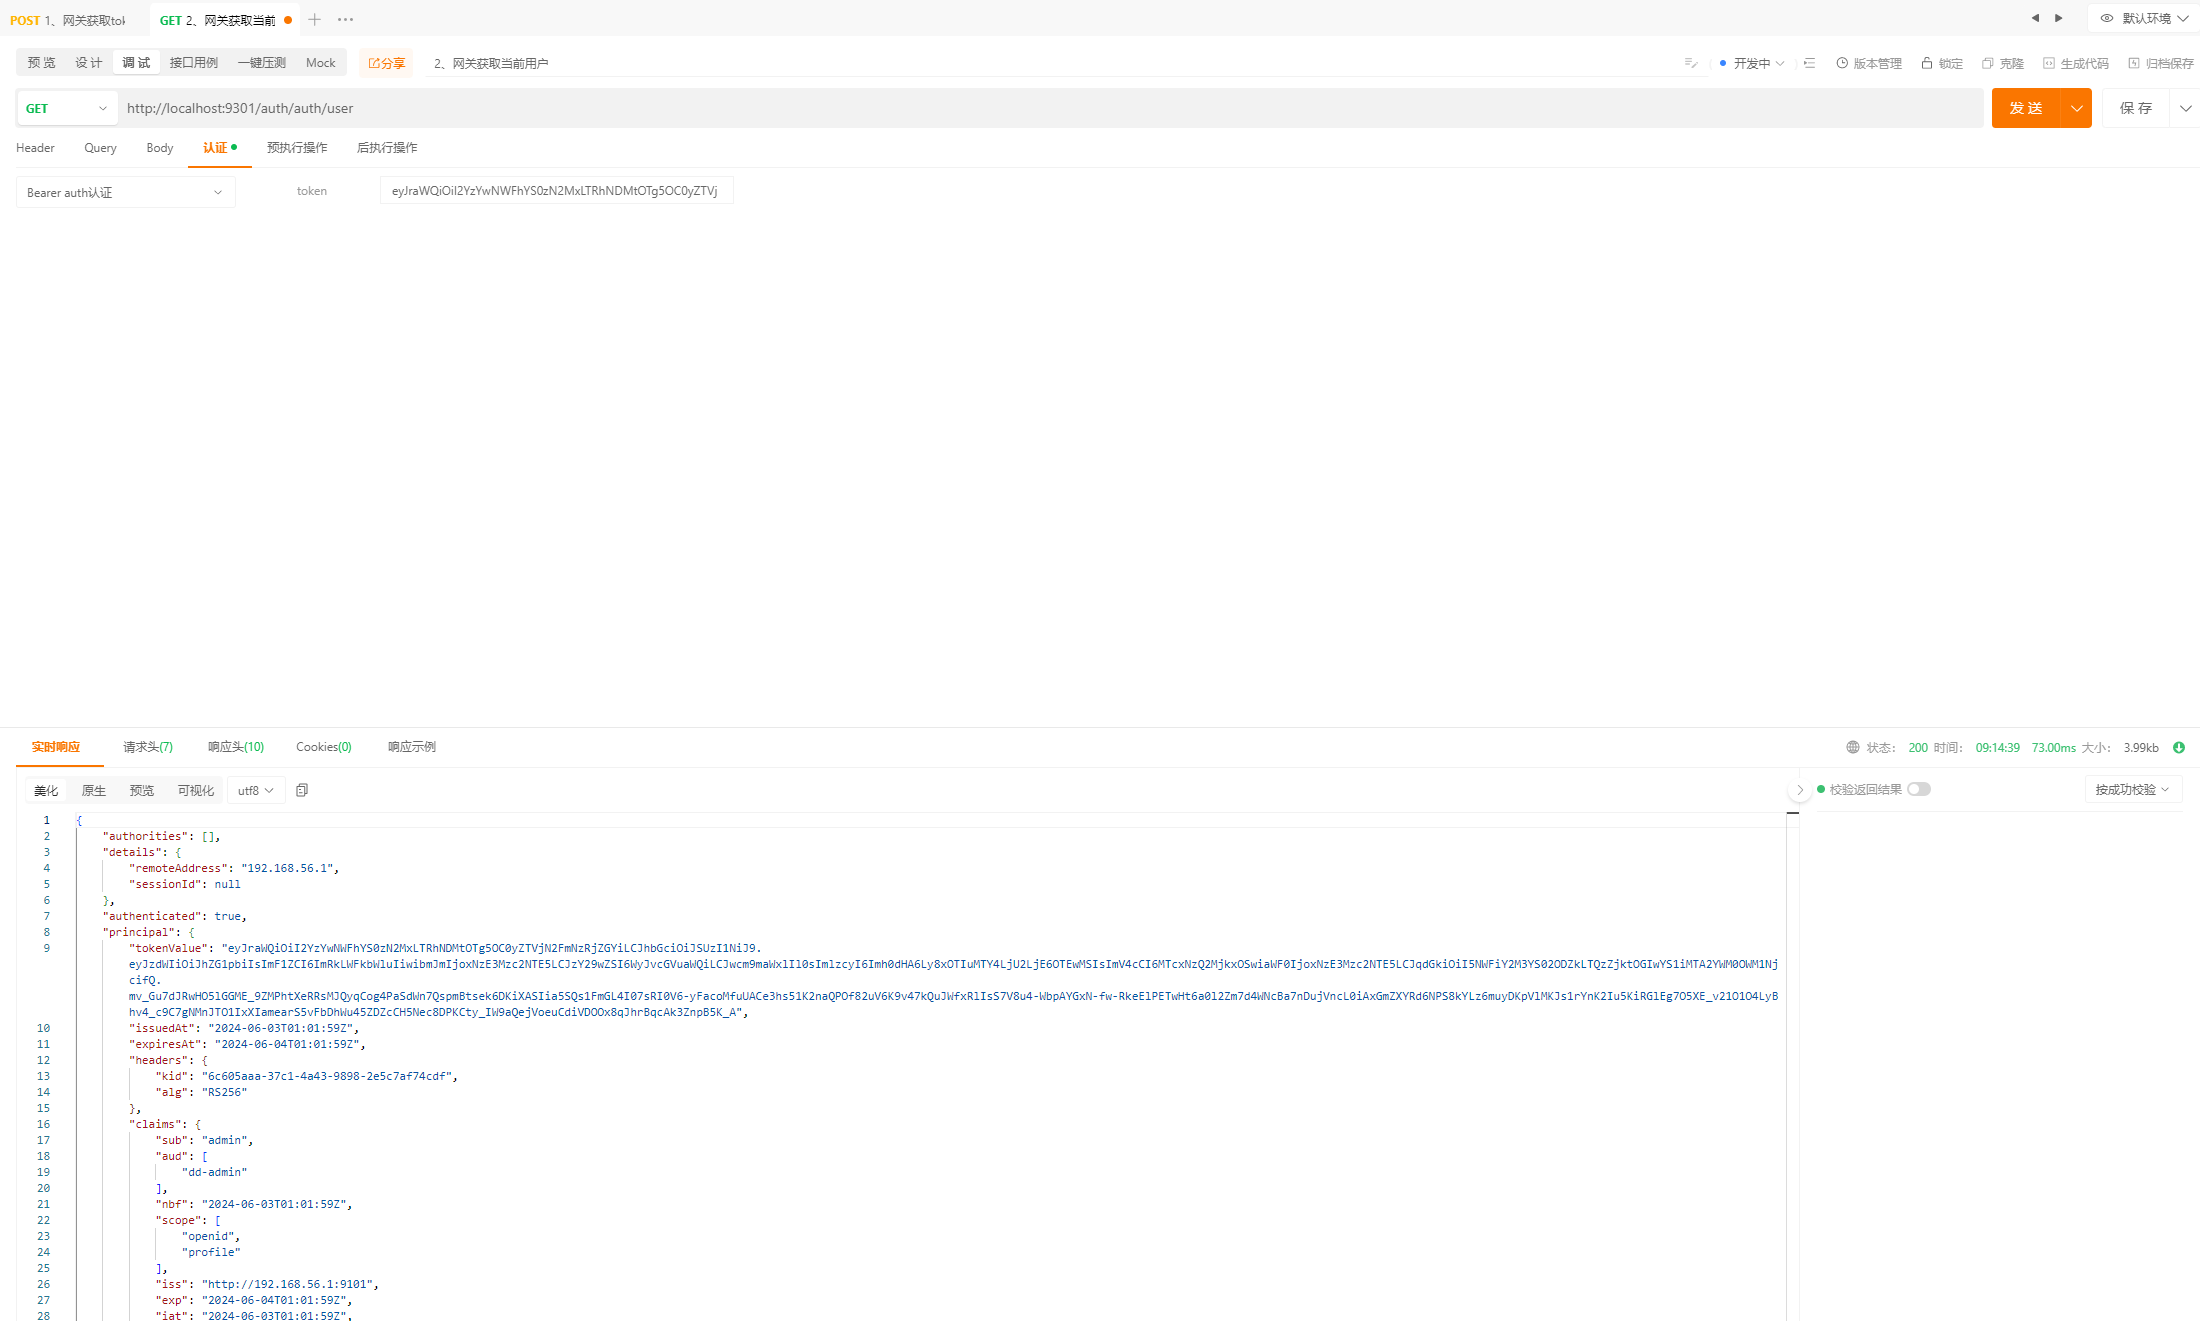 POST 1、网关获取tok
GET 2、网关获取当前
默认环境
预 览 设 计 调 试 接口用例 一键压测 Mock 分享 2、网关获取当前用户
开发中 版本管理 锁定 克隆 生成代码 归档保存
GET http://localhost:9301/auth/auth/user 发 送 保 存
Header Query Body 认证 预执行操作 后执行操作
Bearer auth认证 token eyJraWQiOiI2YzYwNWFhYS0zN2MxLTRhNDMtOTg5OC0yZTVj
实时响应 请求头(7) 响应头(10) Cookies(0) 响应示例
状态： 200 时间： 09:14:39 73.00ms 大小： 3.99kb
美化 原生 预览 可视化 utf8
校验返回结果 按成功校验
1 {
2 "authorities": [],
3 "details": {
4 "remoteAddress": "192.168.56.1",
5 "sessionId": null
6 },
7 "authenticated": true,
8 "principal": {
9 "tokenValue": "eyJraWQiOiI2YzYwNWFhYS0zN2MxLTRhNDMtOTg5OC0yZTVjN2FmNzRjZGYiLCJhbGciOiJSUzI1NiJ9.
eyJzdWIiOiJhZG1pbiIsImF1ZCI6ImRkLWFkbWluIiwibmJmIjoxNzE3Mzc2NTE5LCJzY29wZSI6WyJvcGVuaWQiLCJwcm9maWxlIl0sImlzcyI6Imh0dHA6Ly8xOTIuMTY4LjU2LjE6OTEwMSIsImV4cCI6MTcxNzQ2MjkxOSwiaWF0IjoxNzE3Mzc2NTE5LCJqdGkiOiI5NWFiY2M3YS02ODZkLTQzZjktOGIwYS1iMTA2YWM0OWM1Nj
cifQ.
mv_Gu7dJRwHO5lGGME_9ZMPhtXeRRsMJQyqCog4PaSdWn7QspmBtsek6DKiXASIia5SQs1FmGL4I07sRI0V6-yFacoMfuUACe3hs51K2naQPOf82uV6K9v47kQuJWfxRlIsS7V8u4-WbpAYGxN-fw-RkeElPETwHt6a0l2Zm7d4WNcBa7nDujVncL0iAxGmZXYRd6NPS8kYLz6muyDKpVlMKJs1rYnK2Iu5KiRGlEg7O5XE_v21O1O4LyB
hv4_c9C7gNMnJTO1IxXIamearS5vFbDhWu45ZDZcCH5Nec8DPKCty_IW9aQejVoeuCdiVDOOx8qJhrBqcAk3ZnpB5K_A",
10 "issuedAt": "2024-06-03T01:01:59Z",
11 "expiresAt": "2024-06-04T01:01:59Z",
12 "headers": {
13 "kid": "6c605aaa-37c1-4a43-9898-2e5c7af74cdf",
14 "alg": "RS256"
15 },
16 "claims": {
17 "sub": "admin",
18 "aud": [
19 "dd-admin"
20 ],
21 "nbf": "2024-06-03T01:01:59Z",
22 "scope": [
23 "openid",
24 "profile"
25 ],
26 "iss": "http://192.168.56.1:9101",
27 "exp": "2024-06-04T01:01:59Z",
28 "iat": "2024-06-03T01:01:59Z",